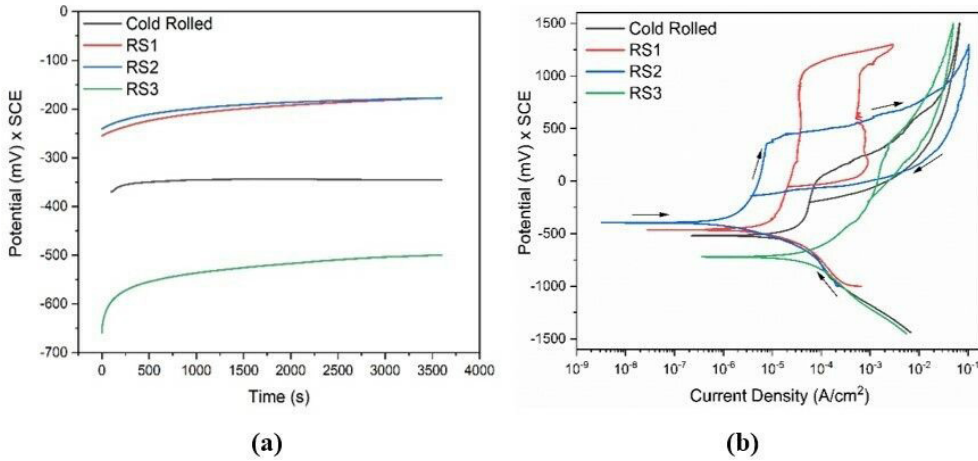 Cold Rolled
RS1
RS2
RS3
0
-100
-200
-300
-400
-500
-600
-700
Potential (mV) x SCE
0 500 1000 1500 2000 2500 3000 3500 4000
Time (s)
(a)
Cold Rolled
RS1
RS2
RS3
1500
1000
500
0
-500
-1000
-1500
Potential (mV) x SCE
10⁻⁹ 10⁻⁸ 10⁻⁷ 10⁻⁶ 10⁻⁵ 10⁻⁴ 10⁻³ 10⁻² 10⁻¹
Current Density (A/cm²)
(b)